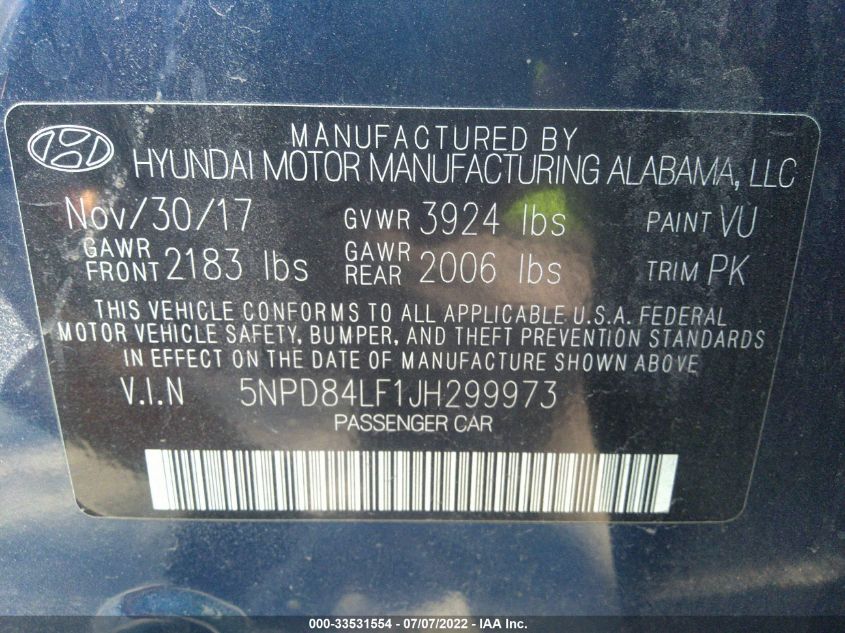 MANUFACTURED BY
HYUNDAI MOTOR MANUFACTURING ALABAMA, LLC
Nov/30/17 GVWR 3924 lbs PAINT VU
GAWR FRONT 2183 lbs GAWR REAR 2006 lbs TRIM PK
THIS VEHICLE CONFORMS TO ALL APPLICABLE U.S.A. FEDERAL
MOTOR VEHICLE SAFETY, BUMPER, AND THEFT PREVENTION STANDARDS
IN EFFECT ON THE DATE OF MANUFACTURE SHOWN ABOVE
V.I.N 5NPD84LF1JH299973
PASSENGER CAR
000-33531554 - 07/07/2022 - IAA Inc.